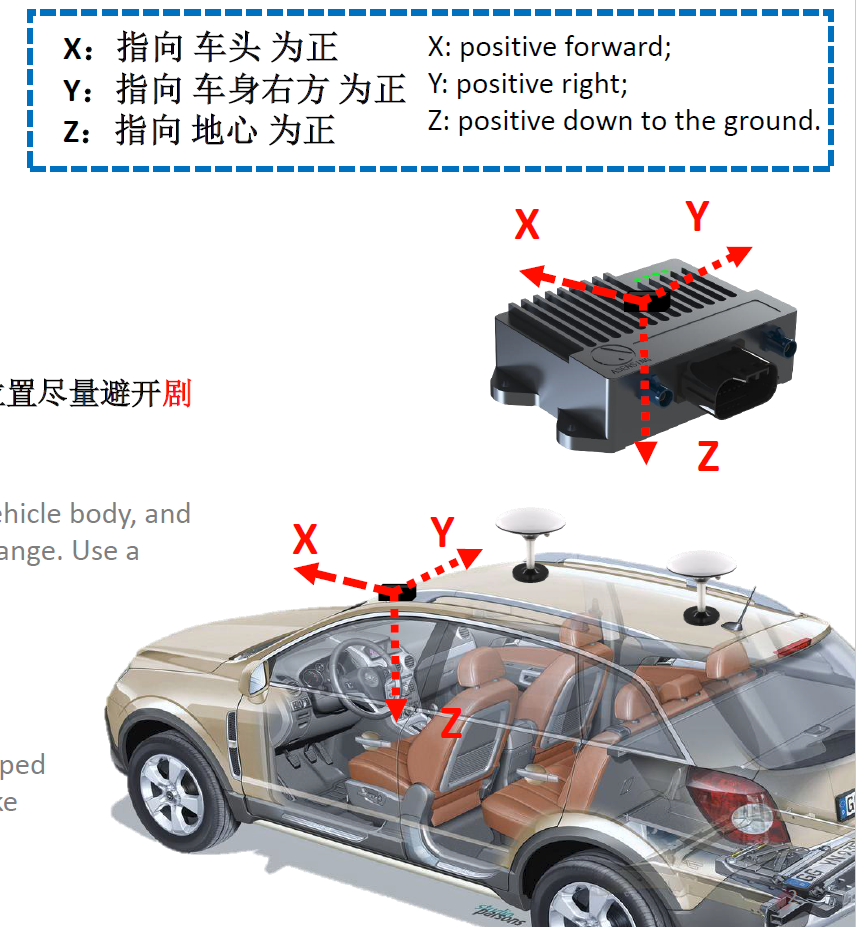 X：指向 车头 为正
Y：指向 车身右方 为正
Z：指向 地心 为正
X: positive forward;
Y: positive right;
Z: positive down to the ground.
X
Y
Z
置尽量避开剧
ehicle body, and
ange. Use a
X
Y
Z
ped
ke
studio
parsons